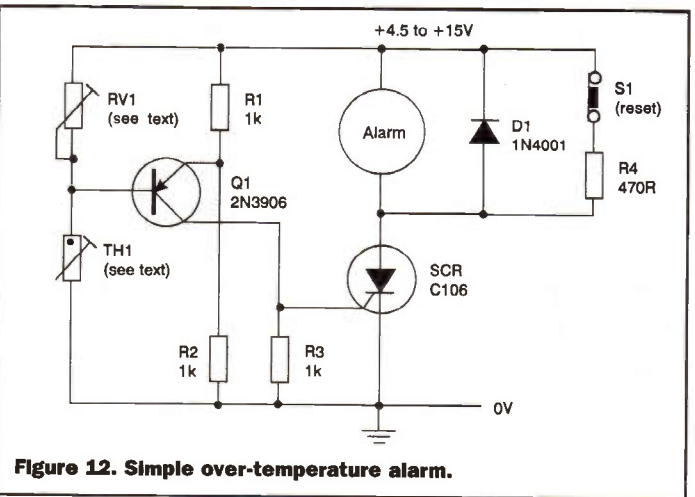 +4.5 to +15V
RV1
(see text)
R1
1k
Alarm
D1
1N4001
S1
(reset)
R4
470R
Q1
2N3906
TH1
(see text)
SCR
C106
R2
1k
R3
1k
0V
Figure 12. Simple over-temperature alarm.